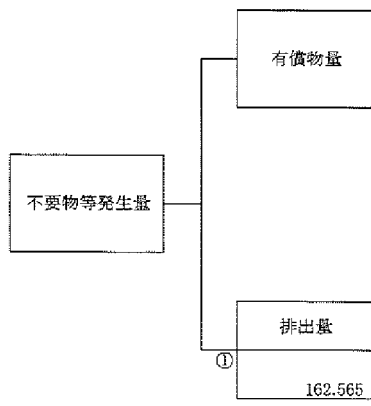 有償物量
不要物等発生量
排出量
①
162.565